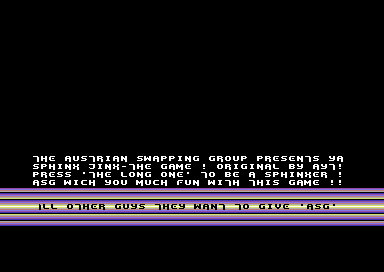 THE AUSTRIAN SWAPPING GROUP PRESENTS YA
SPHINX JINX-THE GAME ! ORIGINAL BY AYT!
PRESS 'THE LONG ONE' TO BE A SPHINXER !
ASG WICH YOU MUCH FUN WITH THIS GAME !!
ILL OTHER GUYS THEY WANT TO GIVE 'ASG'